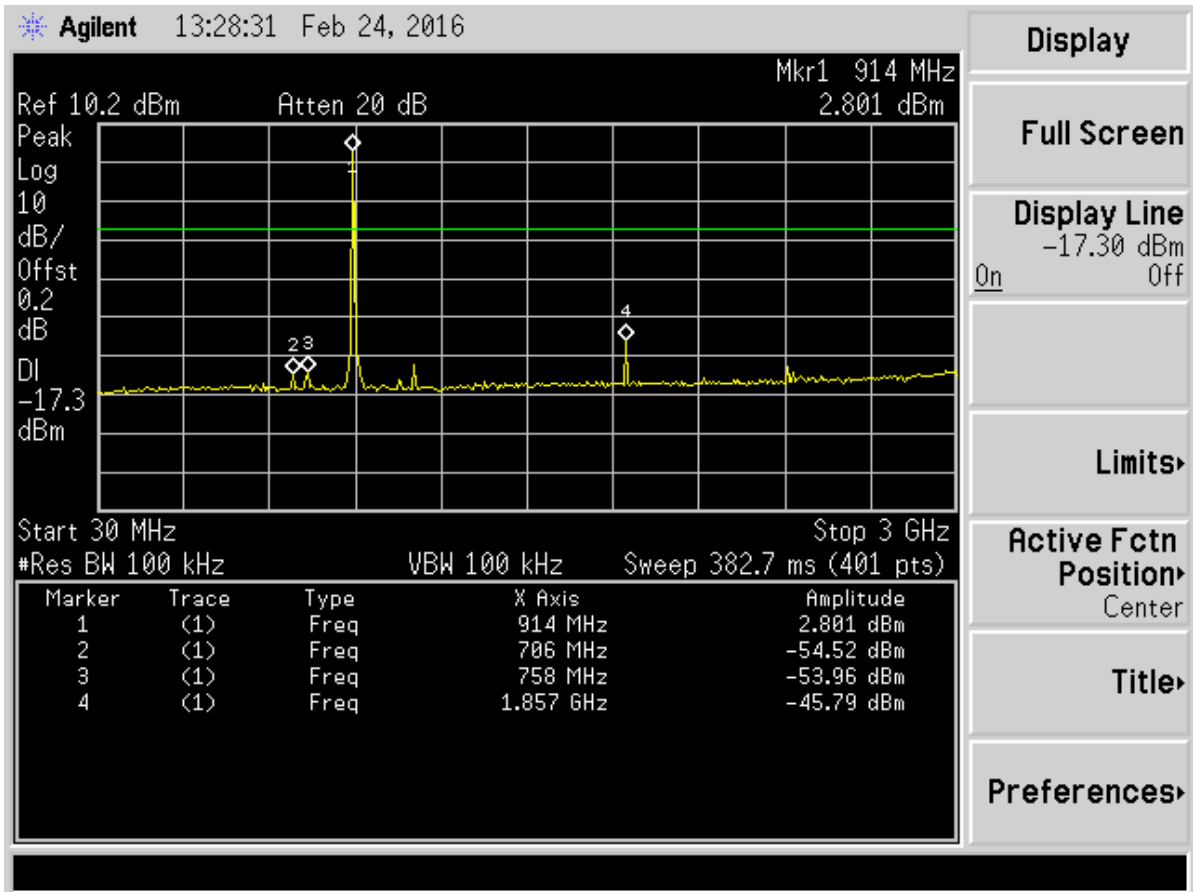 Agilent 13:28:31 Feb 24, 2016
Mkr1 914 MHz
Ref 10.2 dBm Atten 20 dB 2.801 dBm
Peak
Log
10
dB/
Offst
0.2
dB
DI
-17.3
dBm
1
2 3
4
Start 30 MHz Stop 3 GHz
#Res BW 100 kHz VBW 100 kHz Sweep 382.7 ms (401 pts)
Marker Trace Type X Axis Amplitude
1 (1) Freq 914 MHz 2.801 dBm
2 (1) Freq 706 MHz -54.52 dBm
3 (1) Freq 758 MHz -53.96 dBm
4 (1) Freq 1.857 GHz -45.79 dBm
Display
Full Screen
Display Line
-17.30 dBm
On Off
Limits
Active Fctn
Position
Center
Title
Preferences